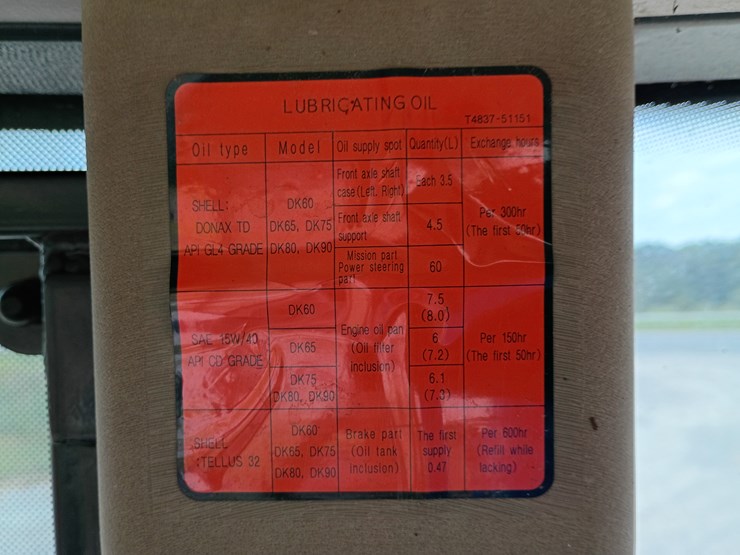 LUBRICATING OIL
T4837-51151
Oil type Model Oil supply spot Quantity(L) Exchange hours
SHELL:
DONAX TD
API GL4 GRADE
DK60
DK65, DK75
DK80, DK90
Front axle shaft
case (Left, Right)
Each 3.5
Front axle shaft
support
4.5
Mission part
Power steering
part
60
Per 300hr
(The first 50hr)
SAE 15W/40
API CD GRADE
DK60
DK65
DK75
DK80, DK90
Engine oil pan
(Oil filter
inclusion)
7.5
(8.0)
6
(7.2)
6.1
(7.3)
Per 150hr
(The first 50hr)
SHELL
:TELLUS 32
DK60
DK65, DK75
DK80, DK90
Brake part
(Oil tank
inclusion)
The first
supply
0.47
Per 600hr
(Refill while
lacking)